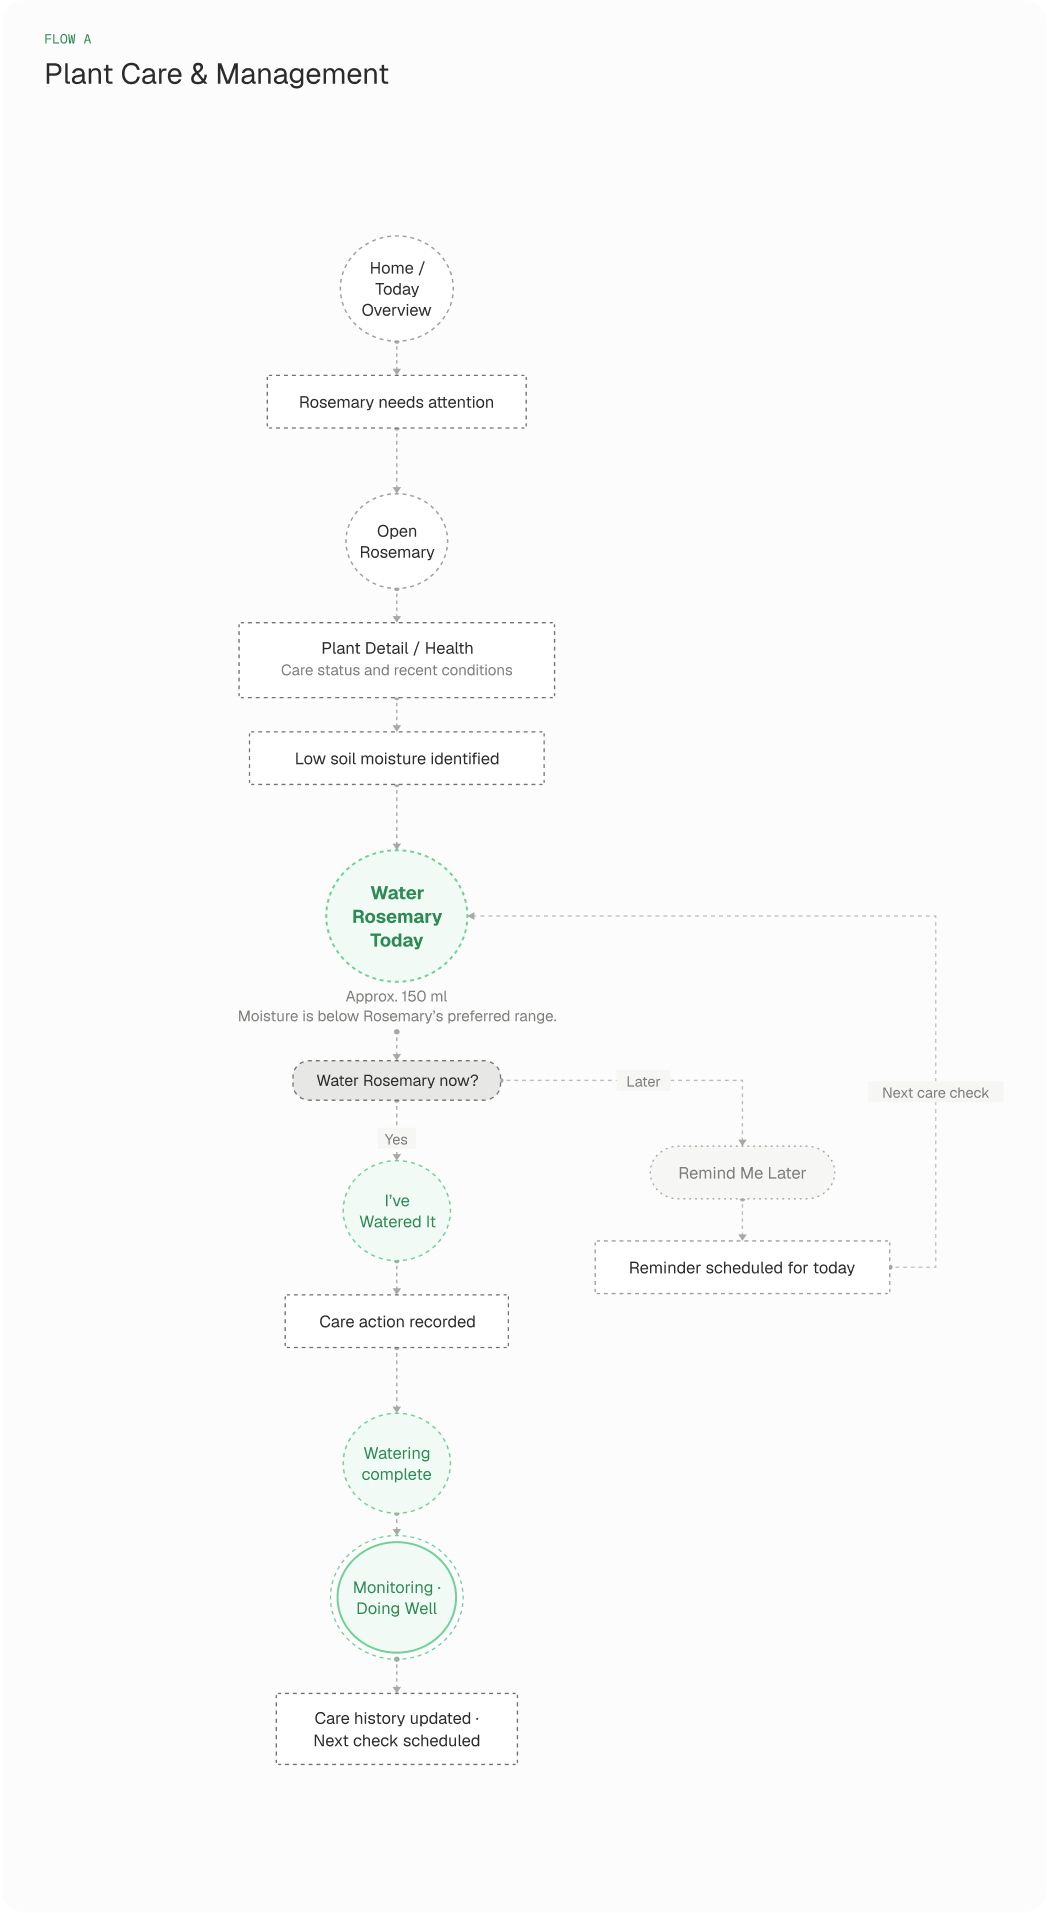 FLOW A
Plant Care & Management
Home /
Today
Overview
Rosemary needs attention
Open
Rosemary
Plant Detail / Health
Care status and recent conditions
Low soil moisture identified
Water
Rosemary
Today
Approx. 150 ml
Moisture is below Rosemary’s preferred range.
Water Rosemary now?
Later
Next care check
Yes
Remind Me Later
I’ve
Watered It
Reminder scheduled for today
Care action recorded
Watering
complete
Monitoring ·
Doing Well
Care history updated ·
Next check scheduled